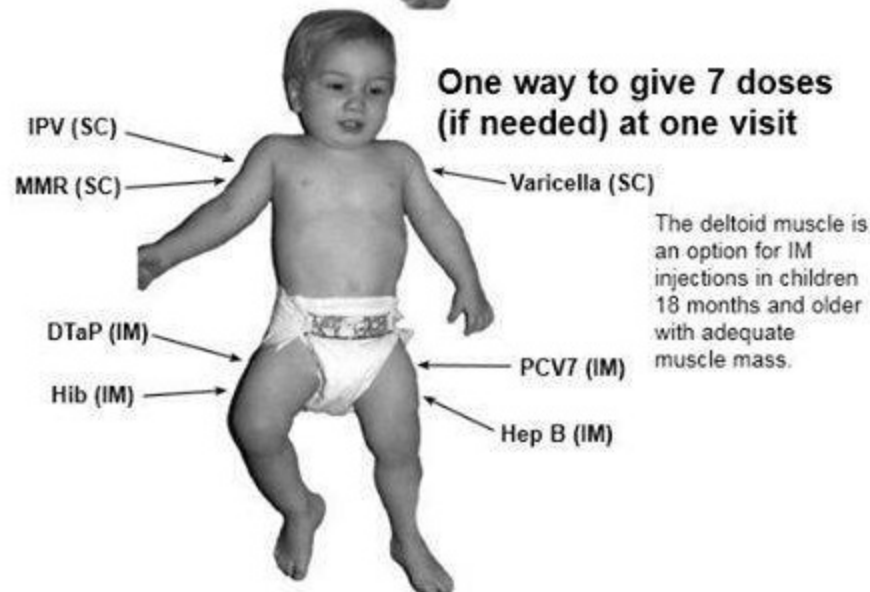 One way to give 7 doses
(if needed) at one visit
IPV (SC)
MMR (SC)
Varicella (SC)
The deltoid muscle is
an option for IM
injections in children
18 months and older
with adequate
muscle mass.
DTaP (IM)
Hib (IM)
PCV7 (IM)
Hep B (IM)